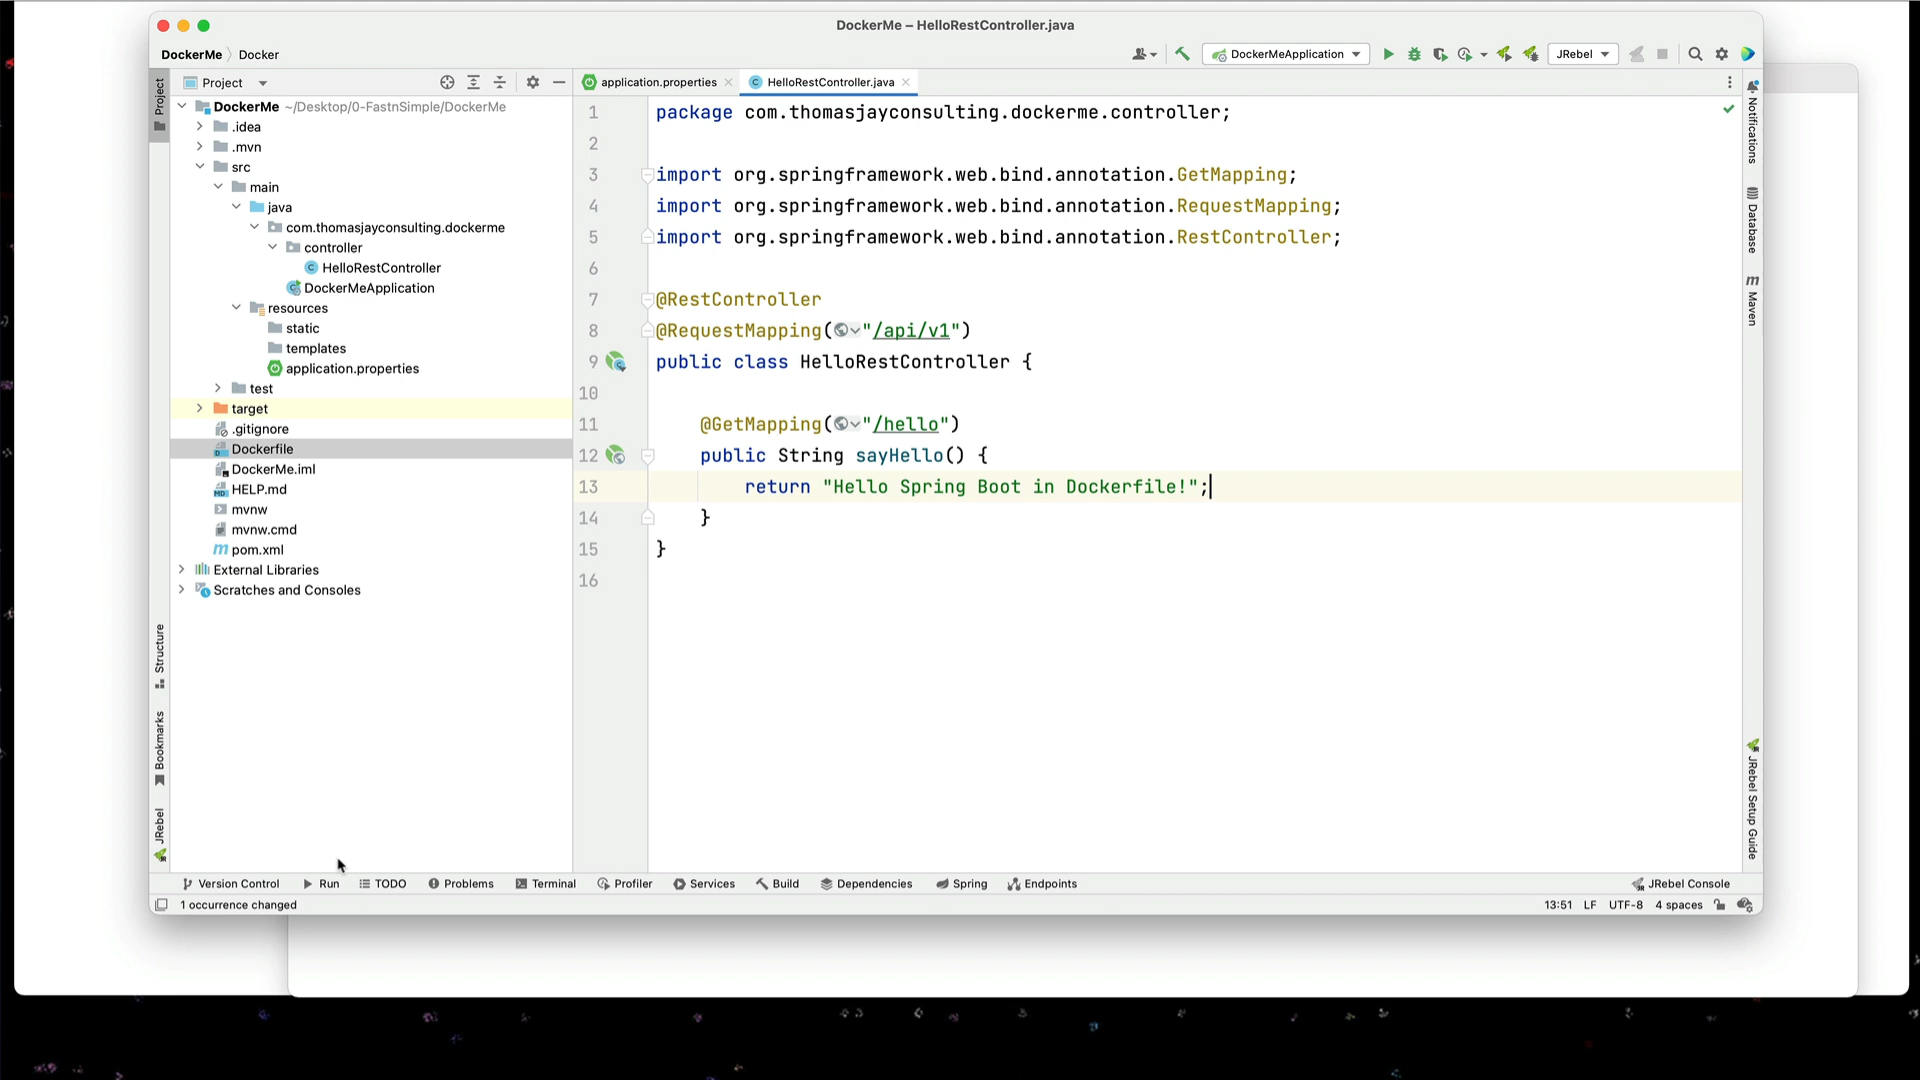 DockerMe – HelloRestController.java
DockerMe Docker
DockerMeApplication
JRebel
Project
application.properties
HelloRestController.java
Project
Structure
Bookmarks
JRebel
DockerMe ~/Desktop/0-FastnSimple/DockerMe
.idea
.mvn
src
main
java
com.thomasjayconsulting.dockerme
controller
HelloRestController
DockerMeApplication
resources
static
templates
application.properties
test
target
.gitignore
Dockerfile
DockerMe.iml
HELP.md
mvnw
mvnw.cmd
pom.xml
External Libraries
Scratches and Consoles
1 package com.thomasjayconsulting.dockerme.controller;
2
3 import org.springframework.web.bind.annotation.GetMapping;
4 import org.springframework.web.bind.annotation.RequestMapping;
5 import org.springframework.web.bind.annotation.RestController;
6
7 @RestController
8 @RequestMapping("/api/v1")
9 public class HelloRestController {
10
11 @GetMapping("/hello")
12 public String sayHello() {
13 return "Hello Spring Boot in Dockerfile!";
14 }
15 }
16
Notifications
Database
Maven
JRebel Setup Guide
Version Control Run TODO Problems Terminal Profiler Services Build Dependencies Spring Endpoints JRebel Console
1 occurrence changed 13:51 LF UTF-8 4 spaces